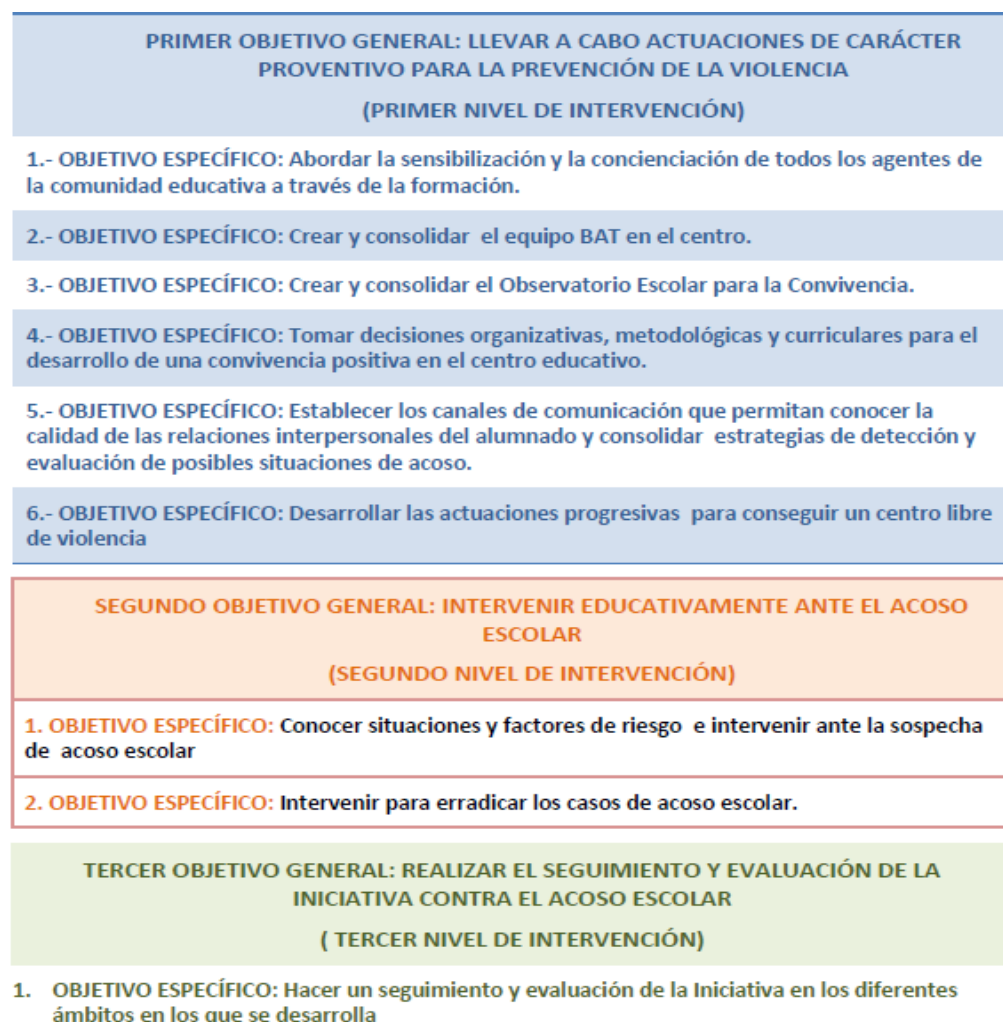 PRIMER OBJETIVO GENERAL: LLEVAR A CABO ACTUACIONES DE CARÁCTER
PROVENTIVO PARA LA PREVENCIÓN DE LA VIOLENCIA
(PRIMER NIVEL DE INTERVENCIÓN)
1.- OBJETIVO ESPECÍFICO: Abordar la sensibilización y la concienciación de todos los agentes de
la comunidad educativa a través de la formación.
2.- OBJETIVO ESPECÍFICO: Crear y consolidar el equipo BAT en el centro.
3.- OBJETIVO ESPECÍFICO: Crear y consolidar el Observatorio Escolar para la Convivencia.
4.- OBJETIVO ESPECÍFICO: Tomar decisiones organizativas, metodológicas y curriculares para el
desarrollo de una convivencia positiva en el centro educativo.
5.- OBJETIVO ESPECÍFICO: Establecer los canales de comunicación que permitan conocer la
calidad de las relaciones interpersonales del alumnado y consolidar estrategias de detección y
evaluación de posibles situaciones de acoso.
6.- OBJETIVO ESPECÍFICO: Desarrollar las actuaciones progresivas para conseguir un centro libre
de violencia
SEGUNDO OBJETIVO GENERAL: INTERVENIR EDUCATIVAMENTE ANTE EL ACOSO
ESCOLAR
(SEGUNDO NIVEL DE INTERVENCIÓN)
1. OBJETIVO ESPECÍFICO: Conocer situaciones y factores de riesgo e intervenir ante la sospecha
de acoso escolar
2. OBJETIVO ESPECÍFICO: Intervenir para erradicar los casos de acoso escolar.
TERCER OBJETIVO GENERAL: REALIZAR EL SEGUIMIENTO Y EVALUACIÓN DE LA
INICIATIVA CONTRA EL ACOSO ESCOLAR
( TERCER NIVEL DE INTERVENCIÓN)
1. OBJETIVO ESPECÍFICO: Hacer un seguimiento y evaluación de la Iniciativa en los diferentes
ámbitos en los que se desarrolla